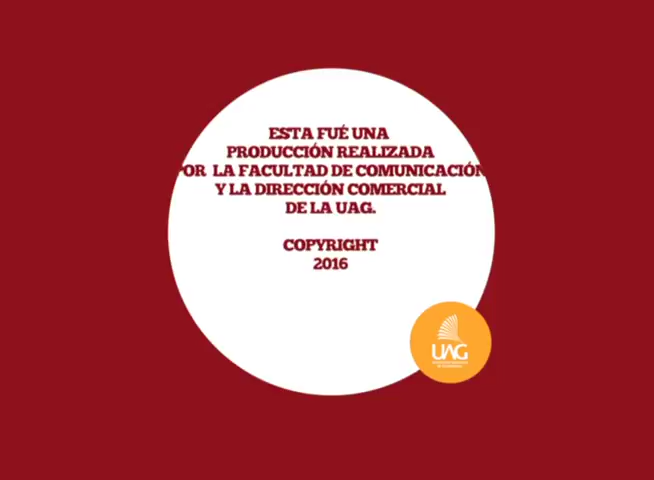 ESTA FUÉ UNA
PRODUCCIÓN REALIZADA
POR LA FACULTAD DE COMUNICACIÓN
Y LA DIRECCIÓN COMERCIAL
DE LA UAG.
COPYRIGHT
2016
UAG